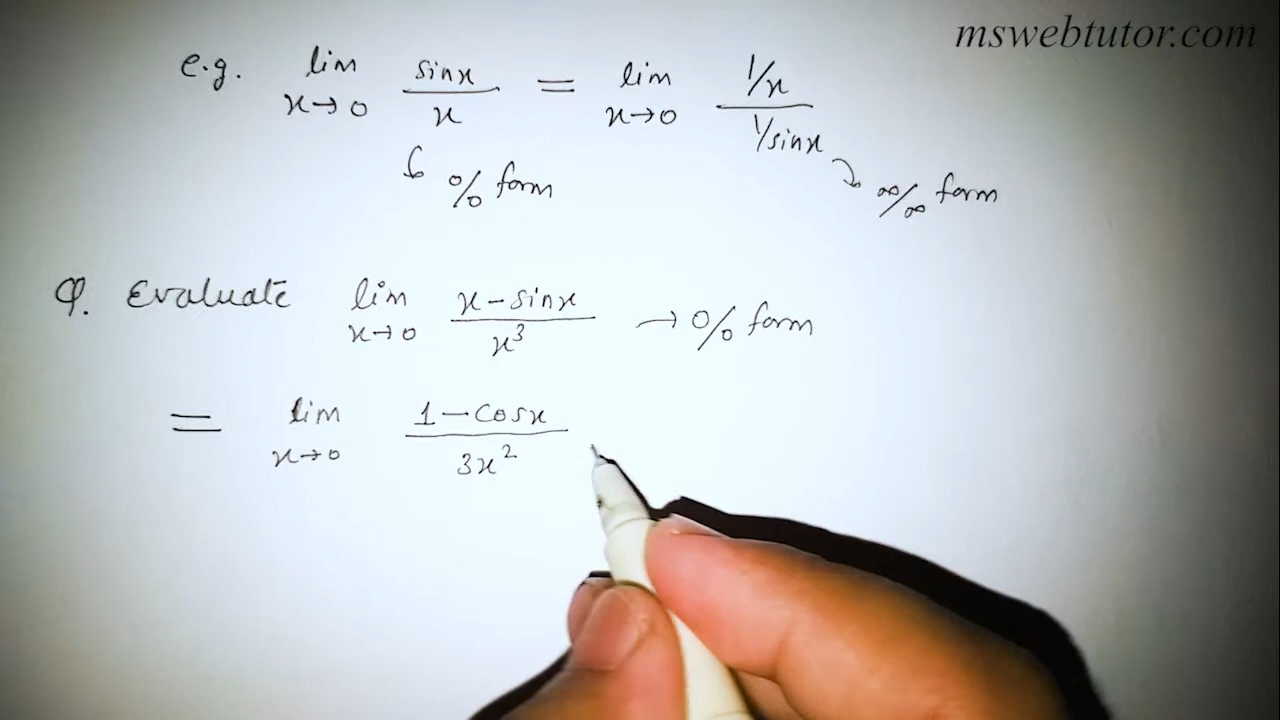 mswebtutor.com
e.g. lim x→0 sinx/x = lim x→0 1/x / 1/sinx
↳ 0/0 form ↳ ∞/∞ form
Q. Evaluate lim x→0 x-sinx/x³ → 0/0 form
= lim x→0 1-cosx/3x²